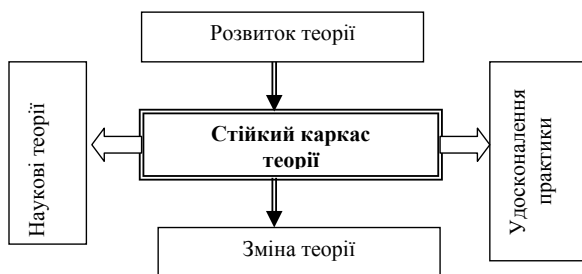 Розвиток теорії
Наукові теорії
Стійкий каркас
теорії
Удосконалення
практики
Зміна теорії